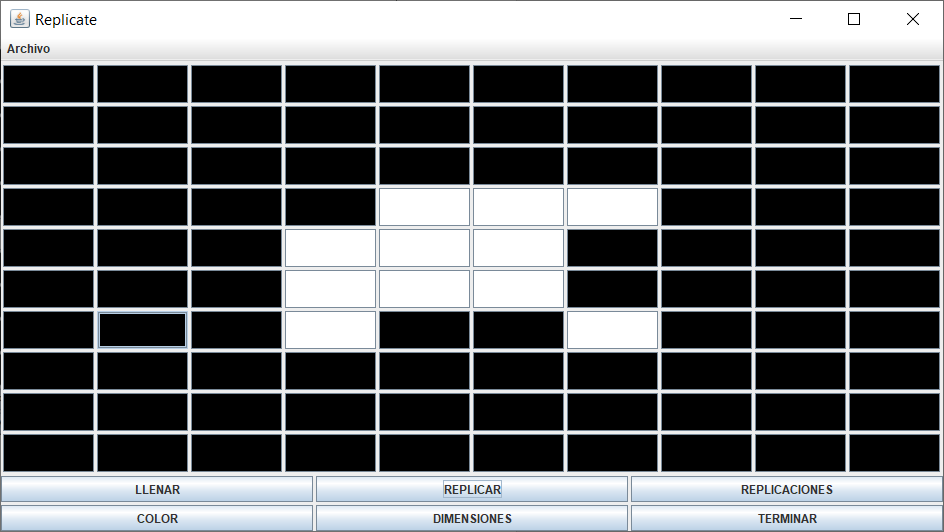 Replicate
Archivo
LLENAR REPLICAR REPLICACIONES
COLOR DIMENSIONES TERMINAR